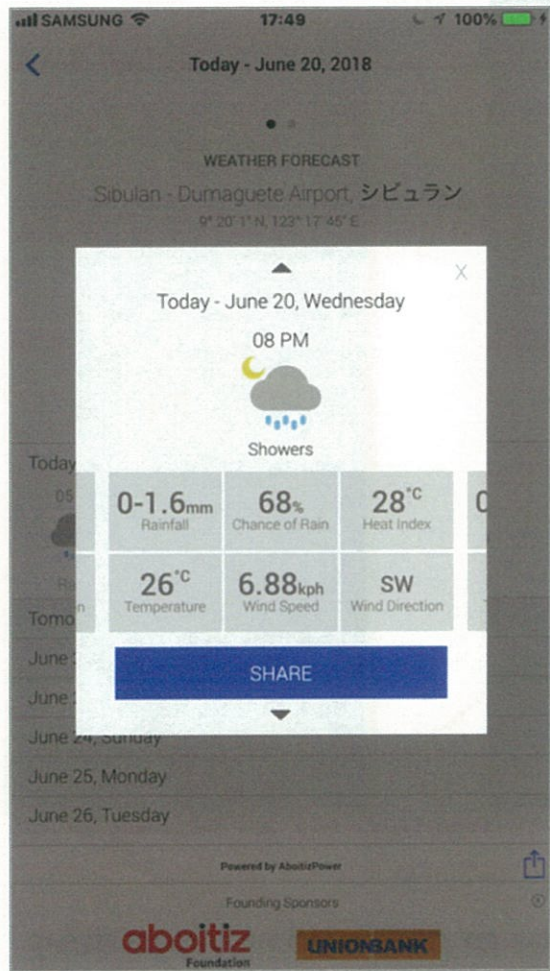 SAMSUNG 17:49 100%
Today - June 20, 2018
WEATHER FORECAST
Sibulan - Dumaguete Airport, シビュラン
9° 20' 1" N, 123° 17' 45" E
X
Today - June 20, Wednesday
08 PM
Showers
Today
05
0-1.6mm
Rainfall
68%
Chance of Rain
28°C
Heat Index
26°C
Temperature
6.88kph
Wind Speed
SW
Wind Direction
n
Tomo
SHARE
June
June
June 24, Sunday
June 25, Monday
June 26, Tuesday
Powered by AboitizPower
Founding Sponsors
aboitiz
Foundation
UNIONBANK